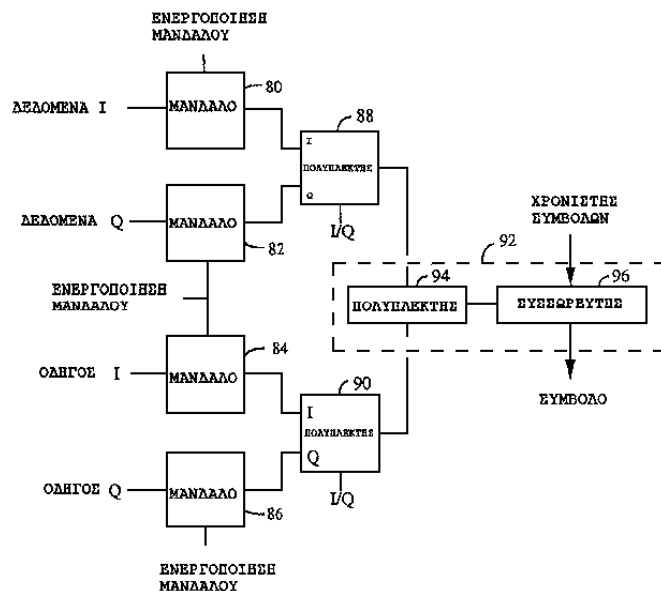 ΕΝΕΡΓΟΠΟΙΗΣΗ
ΜΑΝΔΑΛΟΥ
ΔΕΔΟΜΕΝΑ I
ΜΑΝΔΑΛΟ
80
88
I
ΠΟΛΥΠΛΕΚΤΗΣ
Q
I/Q
ΔΕΔΟΜΕΝΑ Q
ΜΑΝΔΑΛΟ
82
ΧΡΟΝΙΣΤΗΣ
ΣΥΜΒΟΛΩΝ
92
94
96
ΕΝΕΡΓΟΠΟΙΗΣΗ
ΜΑΝΔΑΛΟΥ
ΠΟΛΥΠΛΕΚΤΗΣ
ΣΥΣΣΩΡΕΥΤΗΣ
84
ΟΔΗΓΟΣ I
ΜΑΝΔΑΛΟ
90
I
ΠΟΛΥΠΛΕΚΤΗΣ
Q
I/Q
ΣΥΜΒΟΛΟ
ΟΔΗΓΟΣ Q
ΜΑΝΔΑΛΟ
86
ΕΝΕΡΓΟΠΟΙΗΣΗ
ΜΑΝΔΑΛΟΥ